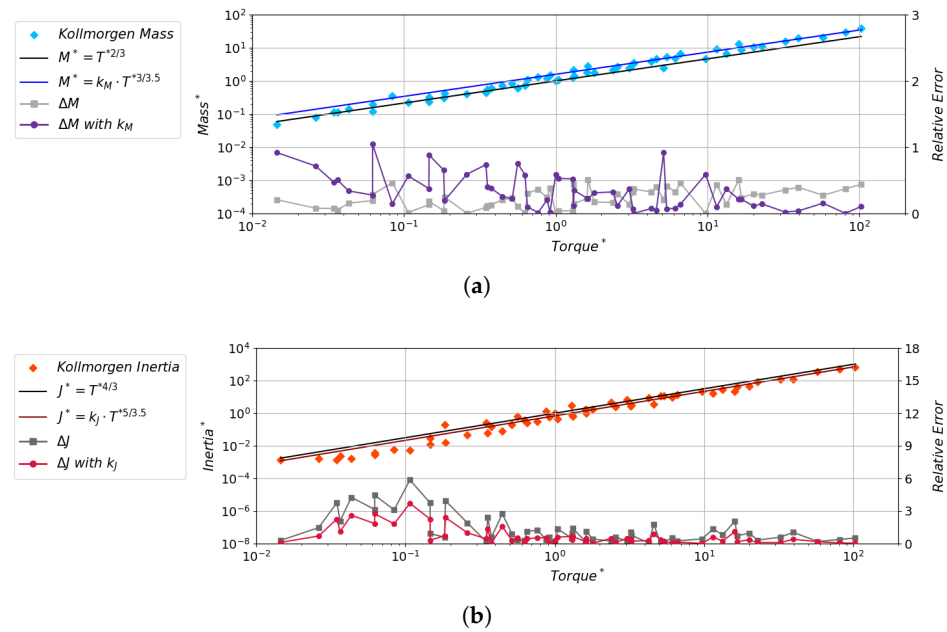 Kollmorgen Mass
M* = T*2/3
M* = k_M · T*3/3.5
ΔM
ΔM with k_M
Mass*
10^2
10^1
10^0
10^−1
10^−2
10^−3
10^−4
3
2
1
0
Relative Error
10^−2
10^−1
10^0
10^1
10^2
Torque*
(a)
Kollmorgen Inertia
J* = T*4/3
J* = k_J · T*5/3.5
ΔJ
ΔJ with k_J
Inertia*
10^4
10^2
10^0
10^−2
10^−4
10^−6
10^−8
18
15
12
9
6
3
0
Relative Error
10^−2
10^−1
10^0
10^1
10^2
Torque*
(b)